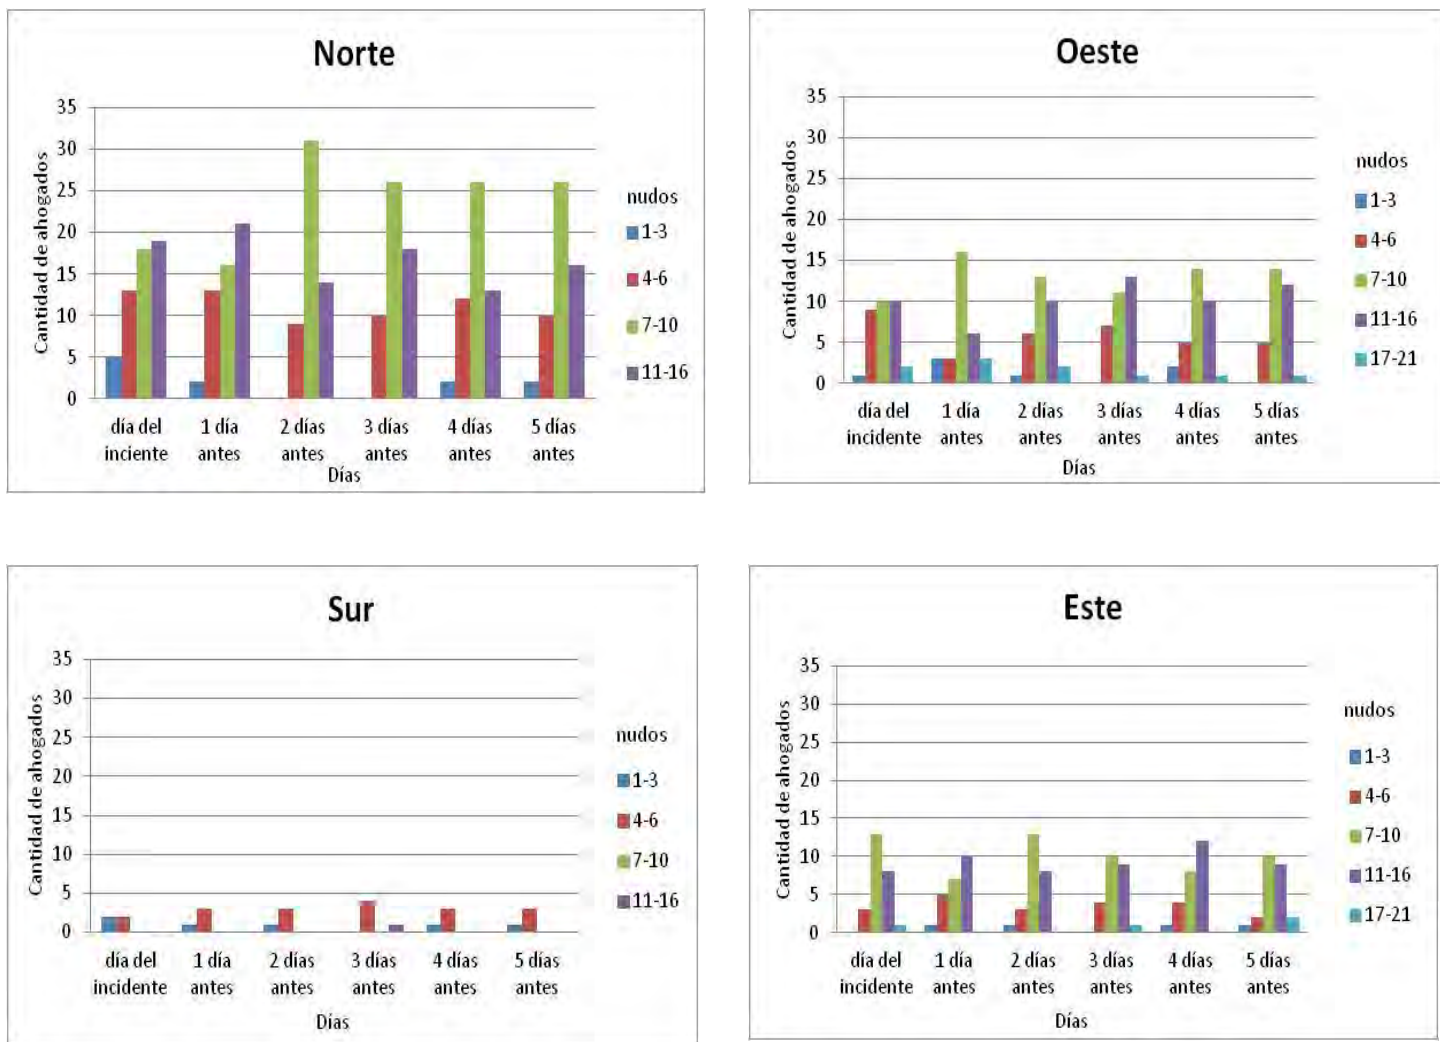 Norte
Cantidad de ahogados
35
30
25
20
15
10
5
0
día del 1 día 2 días 3 días 4 días 5 días
inciente antes antes antes antes antes
Días
nudos
1-3
4-6
7-10
11-16
Oeste
Cantidad de ahogados
35
30
25
20
15
10
5
0
día del 1 día 2 días 3 días 4 días 5 días
incidente antes antes antes antes antes
Días
nudos
1-3
4-6
7-10
11-16
17-21
Sur
Cantidad de ahogados
35
30
25
20
15
10
5
0
día del 1 día 2 días 3 días 4 días 5 días
incidente antes antes antes antes antes
Días
nudos
1-3
4-6
7-10
11-16
Este
Cantidad de ahogados
35
30
25
20
15
10
5
0
día del 1 día 2 días 3 días 4 días 5 días
incidente antes antes antes antes antes
Días
nudos
1-3
4-6
7-10
11-16
17-21